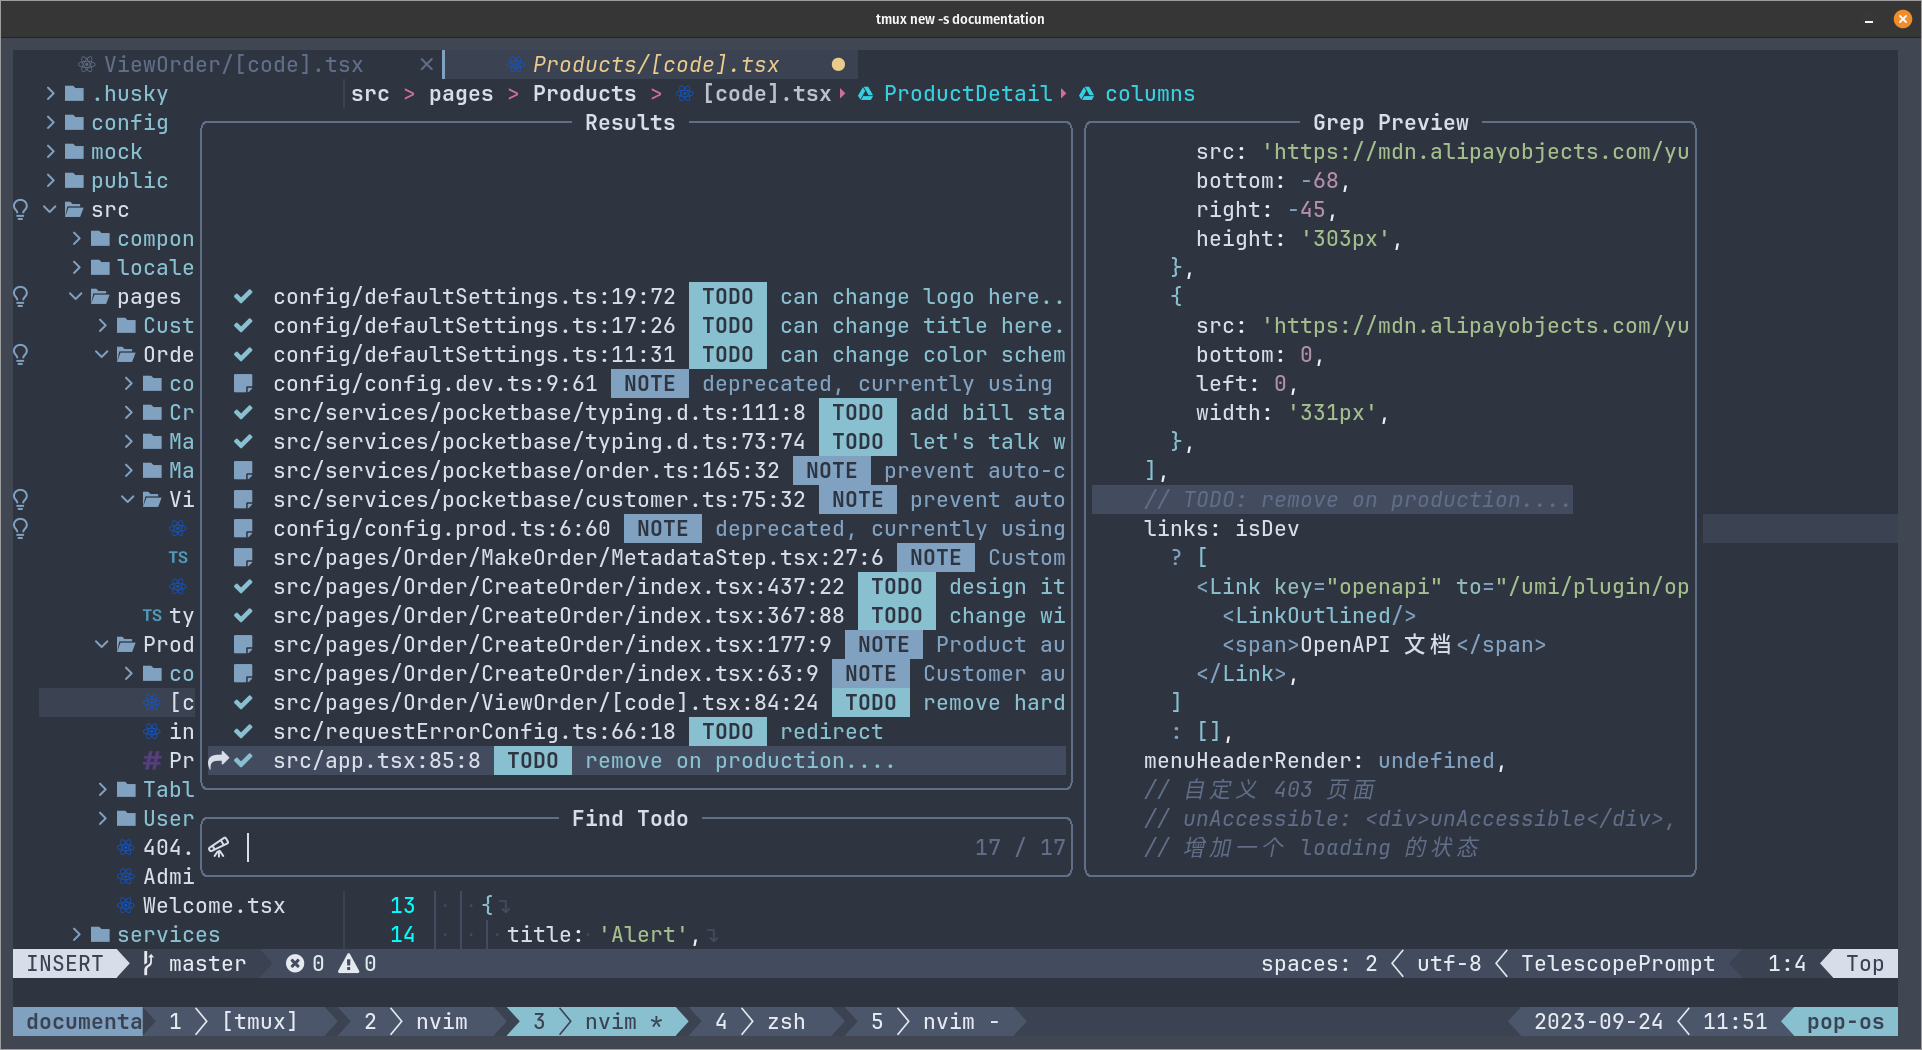 tmux new -s documentation
ViewOrder/[code].tsx
Products/[code].tsx
src > pages > Products > [code].tsx ProductDetail columns
.husky
config
mock
public
src
compon
locale
pages
Cust
Orde
co
Cr
Ma
Ma
Vi
TS
TS ty
Prod
co
[c
in
# Pr
Tabl
User
404.
Admi
Welcome.tsx
services
Results
config/defaultSettings.ts:19:72 TODO can change logo here..
config/defaultSettings.ts:17:26 TODO can change title here.
config/defaultSettings.ts:11:31 TODO can change color schem
config/config.dev.ts:9:61 NOTE deprecated, currently using
src/services/pocketbase/typing.d.ts:111:8 TODO add bill sta
src/services/pocketbase/typing.d.ts:73:74 TODO let's talk w
src/services/pocketbase/order.ts:165:32 NOTE prevent auto-c
src/services/pocketbase/customer.ts:75:32 NOTE prevent auto
config/config.prod.ts:6:60 NOTE deprecated, currently using
src/pages/Order/MakeOrder/MetadataStep.tsx:27:6 NOTE Custom
src/pages/Order/CreateOrder/index.tsx:437:22 TODO design it
src/pages/Order/CreateOrder/index.tsx:367:88 TODO change wi
src/pages/Order/CreateOrder/index.tsx:177:9 NOTE Product au
src/pages/Order/CreateOrder/index.tsx:63:9 NOTE Customer au
src/pages/Order/ViewOrder/[code].tsx:84:24 TODO remove hard
src/requestErrorConfig.ts:66:18 TODO redirect
src/app.tsx:85:8 TODO remove on production....
Find Todo
17 / 17
Grep Preview
src: 'https://mdn.alipayobjects.com/yu
bottom: -68,
right: -45,
height: '303px',
},
{
src: 'https://mdn.alipayobjects.com/yu
bottom: 0,
left: 0,
width: '331px',
},
],
// TODO: remove on production....
links: isDev
? [
<Link key="openapi" to="/umi/plugin/op
<LinkOutlined/>
<span>OpenAPI 文档</span>
</Link>,
]
: [],
menuHeaderRender: undefined,
// 自定义 403 页面
// unAccessible: <div>unAccessible</div>,
// 增加一个 loading 的状态
13 {
14 title: 'Alert',
INSERT master 0 0 spaces: 2 utf-8 TelescopePrompt 1:4 Top
documenta 1 [tmux] 2 nvim 3 nvim * 4 zsh 5 nvim - 2023-09-24 11:51 pop-os